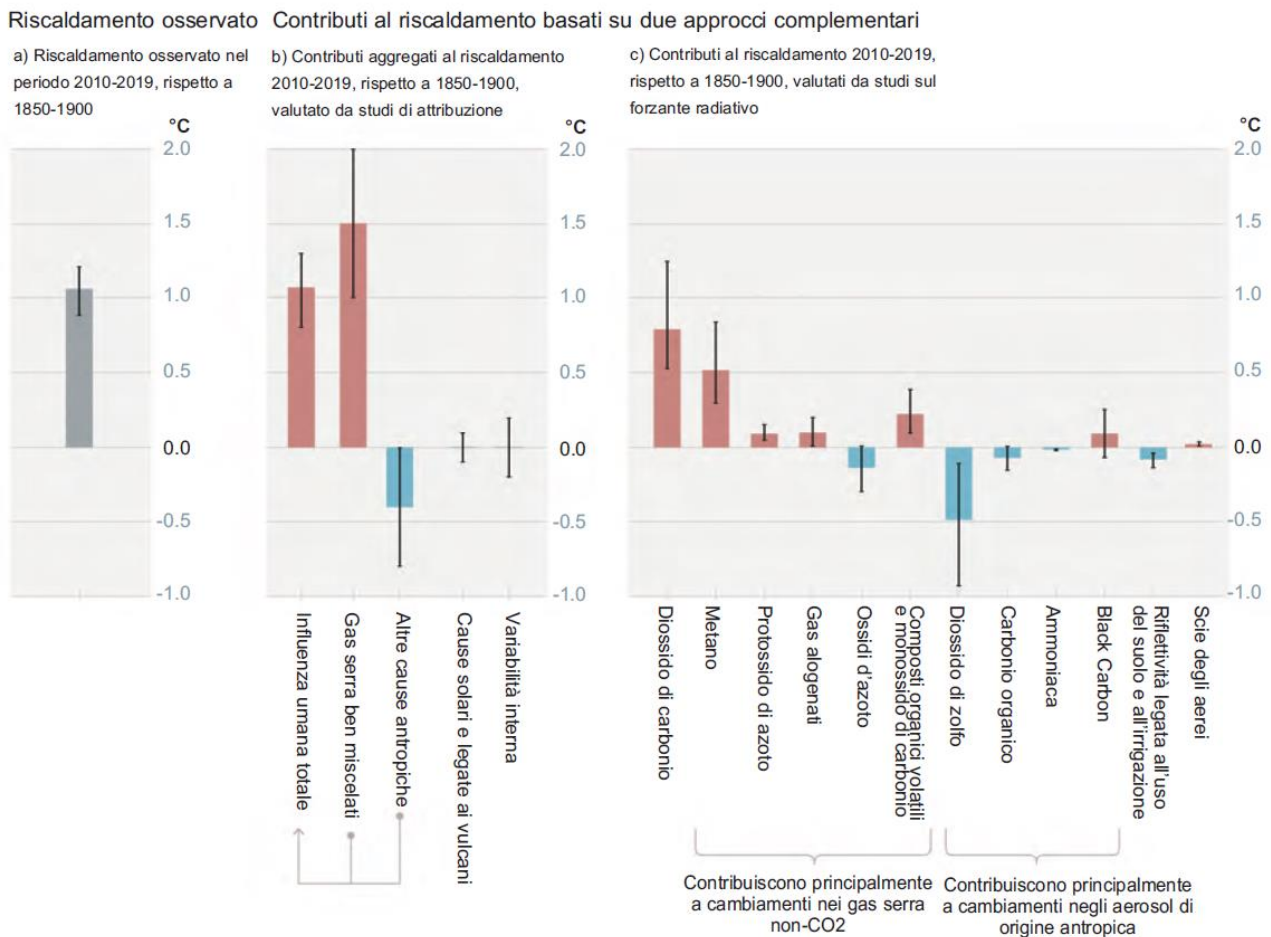 Riscaldamento osservato
Contributi al riscaldamento basati su due approcci complementari
a) Riscaldamento osservato nel
periodo 2010-2019, rispetto a
1850-1900
b) Contributi aggregati al riscaldamento
2010-2019, rispetto a 1850-1900,
valutato da studi di attribuzione
c) Contributi al riscaldamento 2010-2019,
rispetto a 1850-1900, valutati da studi sul
forzante radiativo
°C
2.0
1.5
1.0
0.5
0.0
-0.5
-1.0
°C
2.0
1.5
1.0
0.5
0.0
-0.5
-1.0
°C
2.0
1.5
1.0
0.5
0.0
-0.5
-1.0
Influenza umana totale
Gas serra ben miscelati
Altre cause antropiche
Cause solari e legate ai vulcani
Variabilità interna
Diossido di carbonio
Metano
Protossido di azoto
Gas alogenati
Ossidi d'azoto
Composti organici volatili
e monossido di carbonio
Diossido di zolfo
Carbonio organico
Ammoniaca
Black Carbon
Riflettività legata all'uso
del suolo e all'irrigazione
Scie degli aerei
Contribuiscono principalmente
a cambiamenti nei gas serra
non-CO2
Contribuiscono principalmente
a cambiamenti negli aerosol di
origine antropica